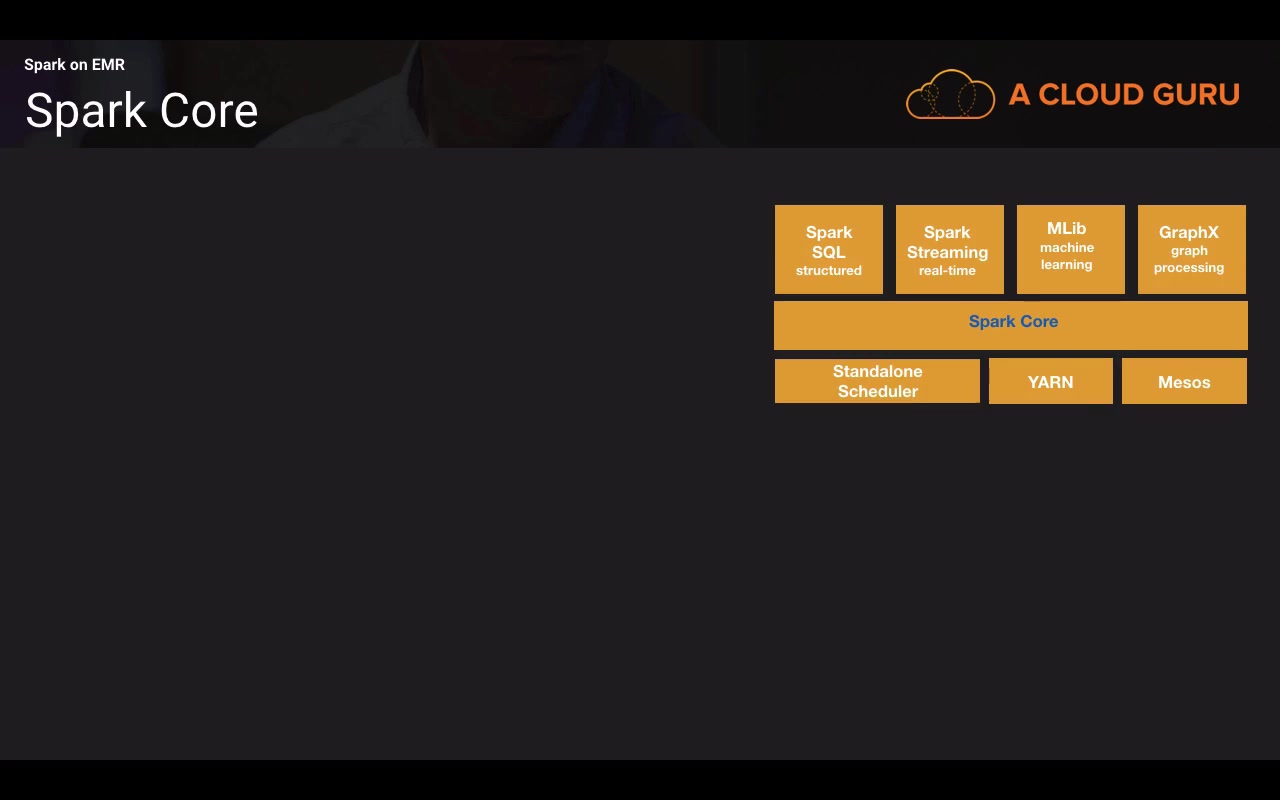 Spark on EMR
Spark Core
A CLOUD GURU
Spark
SQL
structured
Spark
Streaming
real-time
MLib
machine
learning
GraphX
graph
processing
Spark Core
Standalone
Scheduler
YARN
Mesos